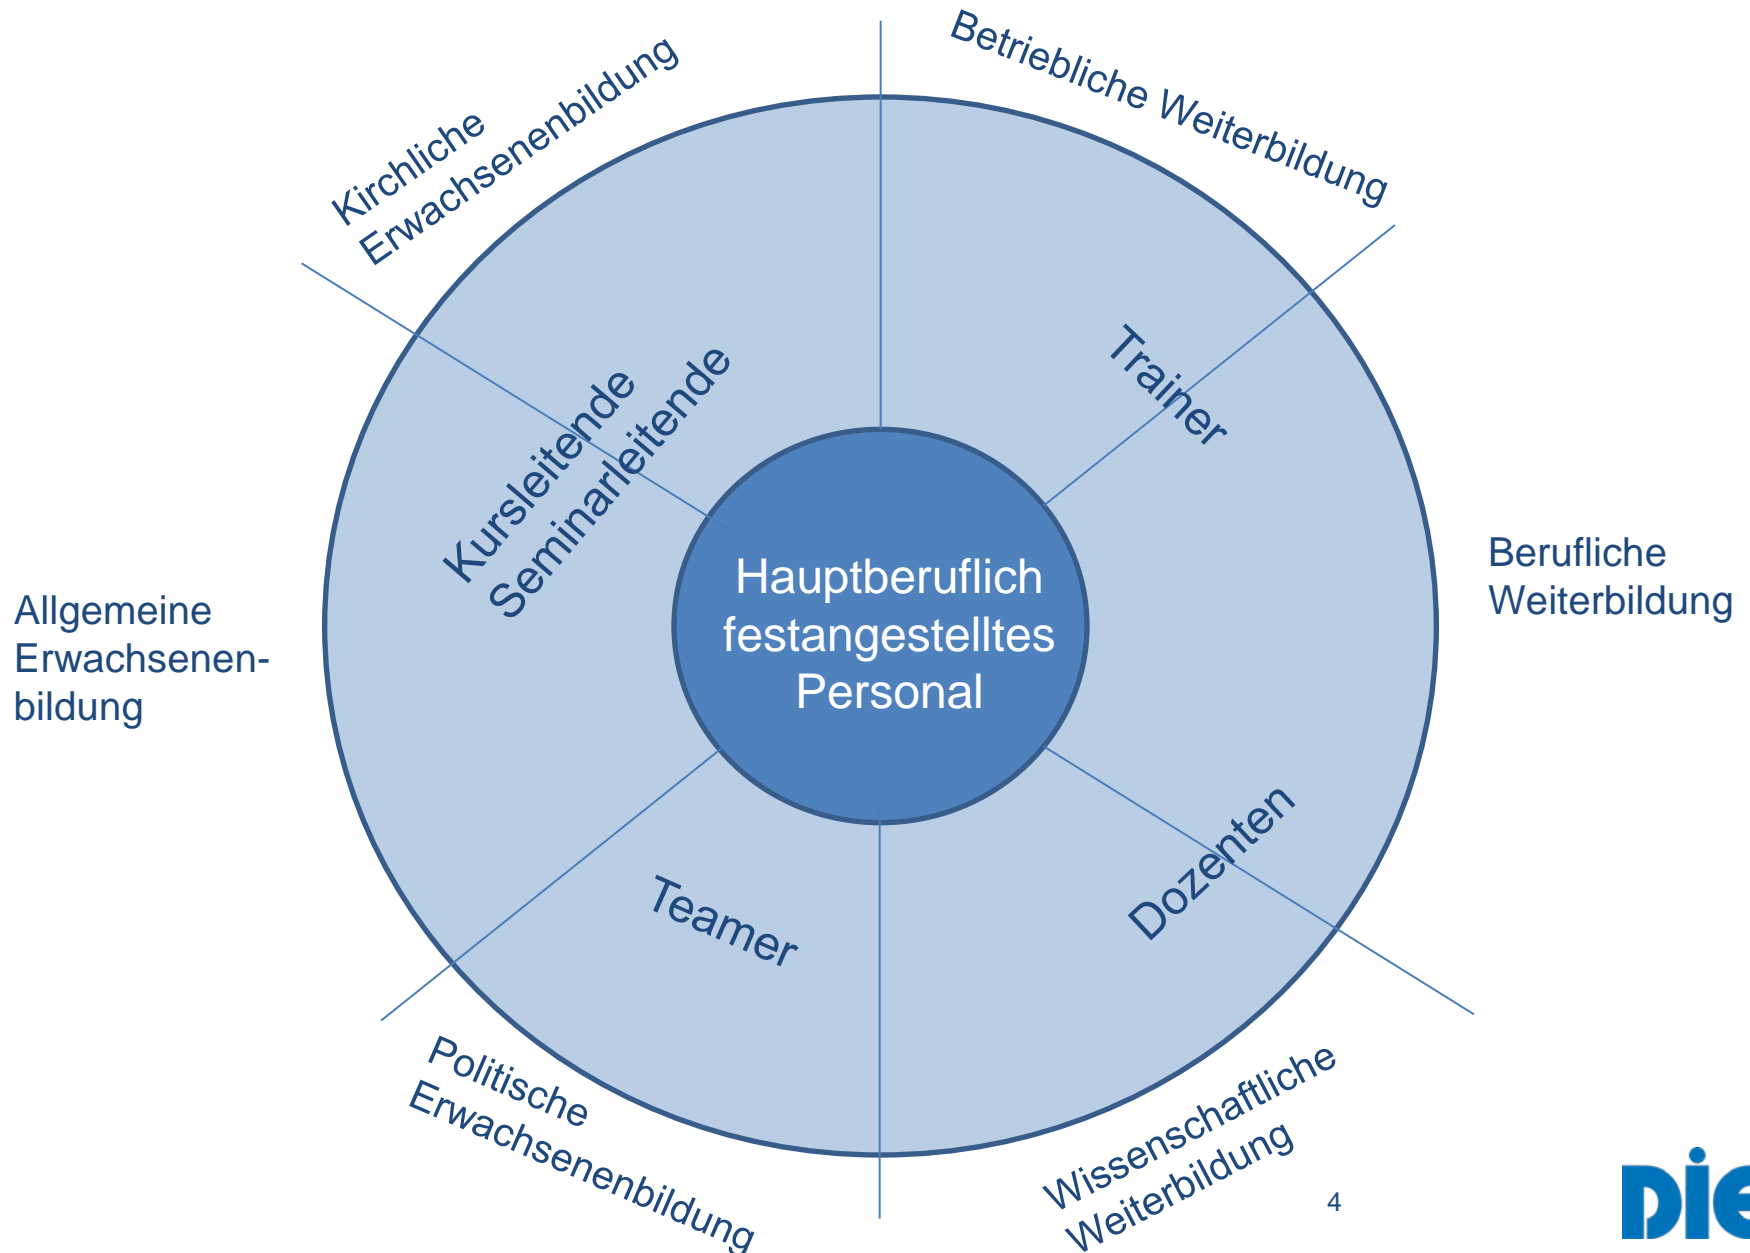 Kirchliche
Erwachsenenbildung
Betriebliche Weiterbildung
Trainer
Kursleitende
Seminarleitende
Hauptberuflich
festangestelltes
Personal
Berufliche
Weiterbildung
Allgemeine
Erwachsenen-
bildung
Dozenten
Teamer
Politische
Erwachsenenbildung
Wissenschaftliche
Weiterbildung
4
DiE